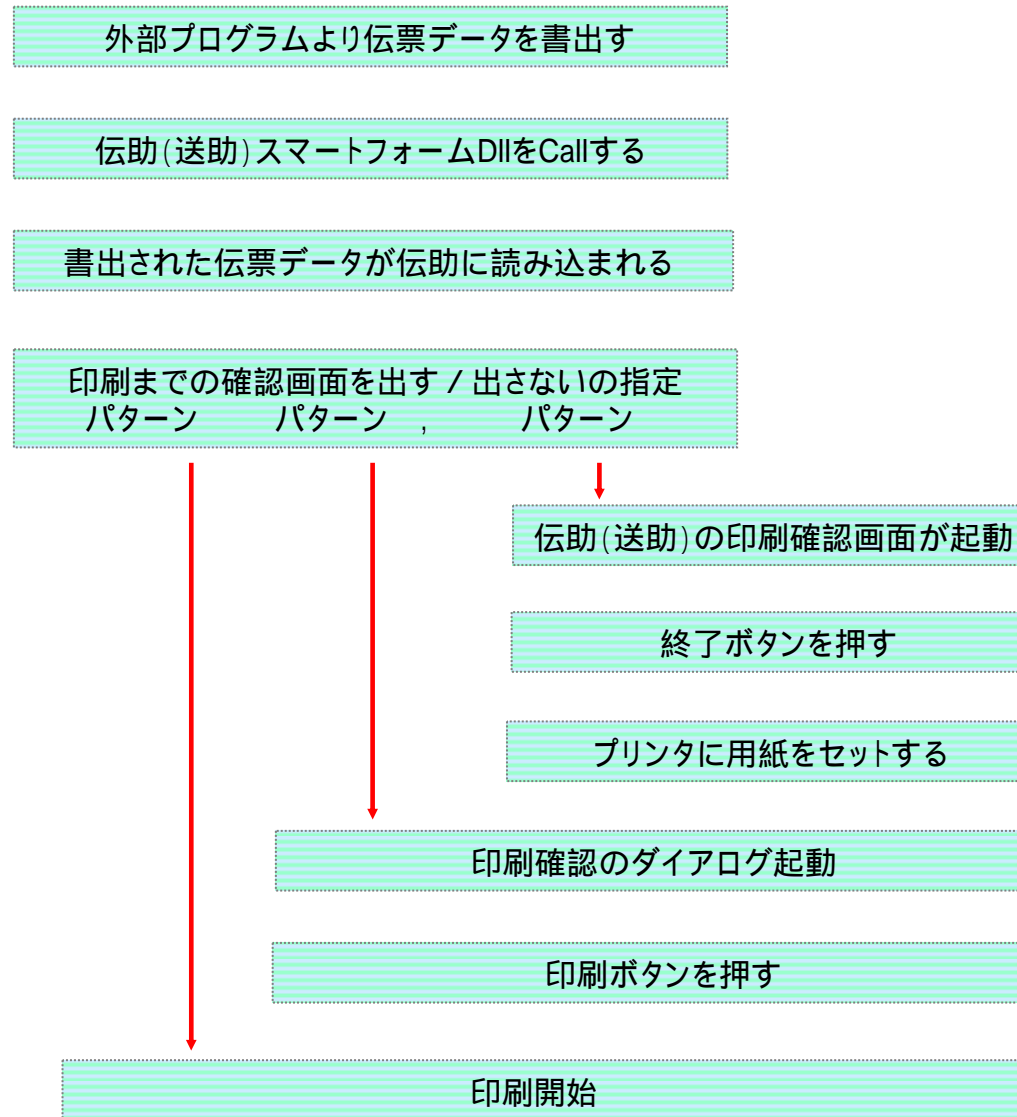 外部プログラムより伝票データを書出す
伝助(送助)スマートフォームDllをCallする
書出された伝票データが伝助に読み込まれる
印刷までの確認画面を出す / 出さないの指定
パターン パターン , パターン
伝助(送助)の印刷確認画面が起動
終了ボタンを押す
プリンタに用紙をセットする
印刷確認のダイアログ起動
印刷ボタンを押す
印刷開始